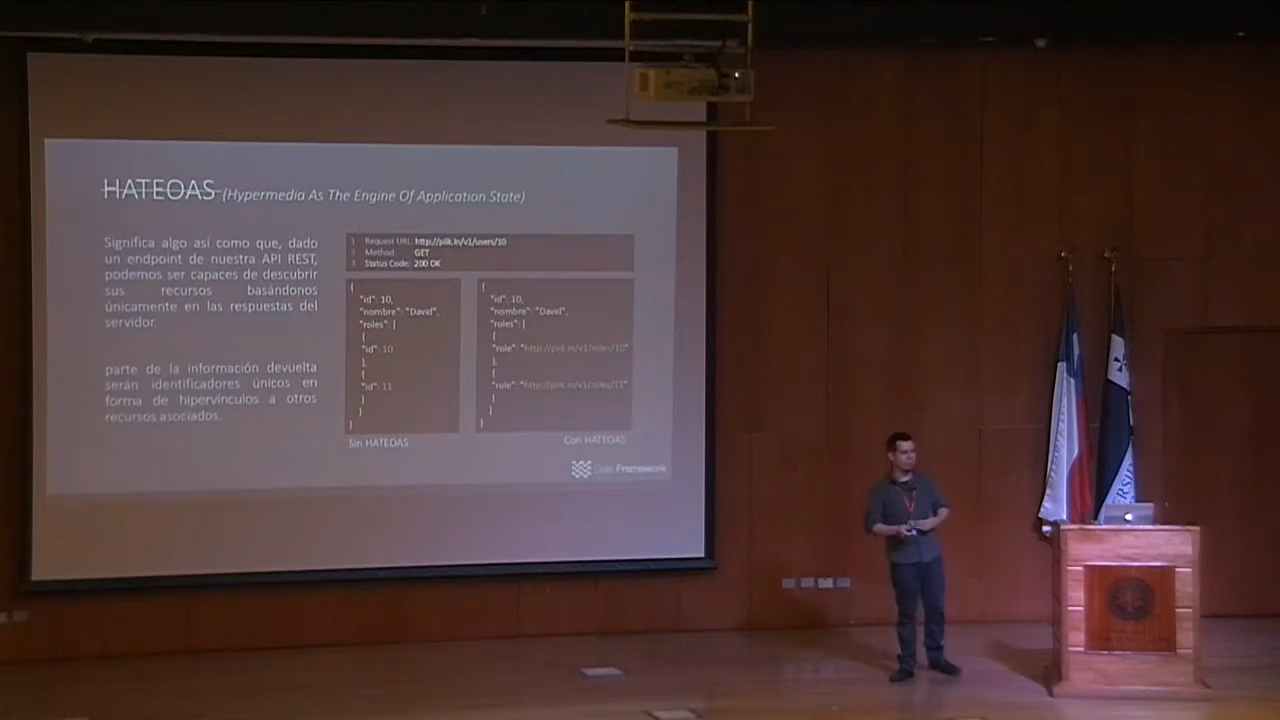 HATEOAS (Hypermedia As The Engine Of Application State)
Significa algo así como que, dado
un endpoint de nuestra API REST,
podemos ser capaces de descubrir
sus recursos basándonos
únicamente en las respuestas del
servidor.
parte de la información devuelta
serán identificadores únicos en
forma de hipervínculos a otros
recursos asociados.
1 Request URL: http://piik.in/v1/users/10
2 Method: GET
3 Status Code: 200 OK
{
"id": 10,
"nombre": "David",
"roles": [
{
"id": 10
},
{
"id": 11
}
]
}
Sin HATEOAS
{
"id": 10,
"nombre": "David",
"roles": [
{
"role": "http://piik.in/v1/roles/10"
},
{
"role": "http://piik.in/v1/roles/11"
}
]
}
Con HATEOAS
Framework